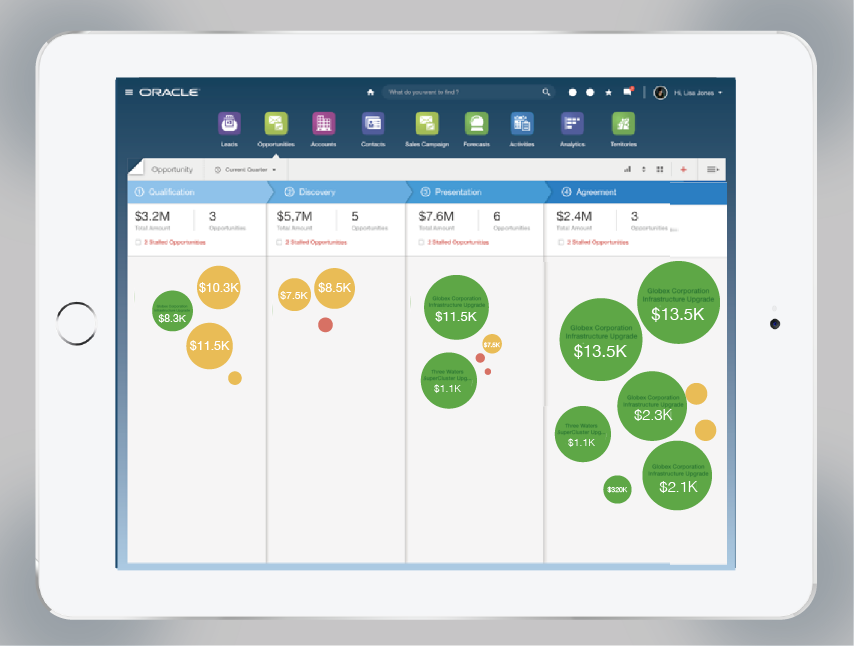 ORACLE
What do you want to find ?
Hi, Lisa Jones
Leads
Opportunities
Accounts
Contacts
Sales Campaign
Forecasts
Activities
Analytics
Territories
Opportunity
Current Quarter
1 Qualification
2 Discovery
3 Presentation
4 Agreement
$3.2M
3
Total Amount
Opportunities
2 Stalled Opportunities
$5,7M
5
Total Amount
Opportunities
2 Stalled Opportunities
$7.6M
6
Total Amount
Opportunities
2 Stalled Opportunities
$2.4M
3
Total Amount
Opportunities
2 Stalled Opportunities
$10.3K
$8.3K
$11.5K
$7.5K
$8.5K
Globex Corporation
Infrastructure Upgrade
$11.5K
$7.6K
Three Waters
SuperCluster Upg...
$1.1K
Globex Corporation
Infrastructure Upgrade
$13.5K
Globex Corporation
Infrastructure Upgrade
$13.5K
Globex Corporation
Infrastructure Upgrade
$2.3K
Three Waters
SuperCluster Upg...
$1.1K
Globex Corporation
Infrastructure Upgrade
$2.1K
$320K